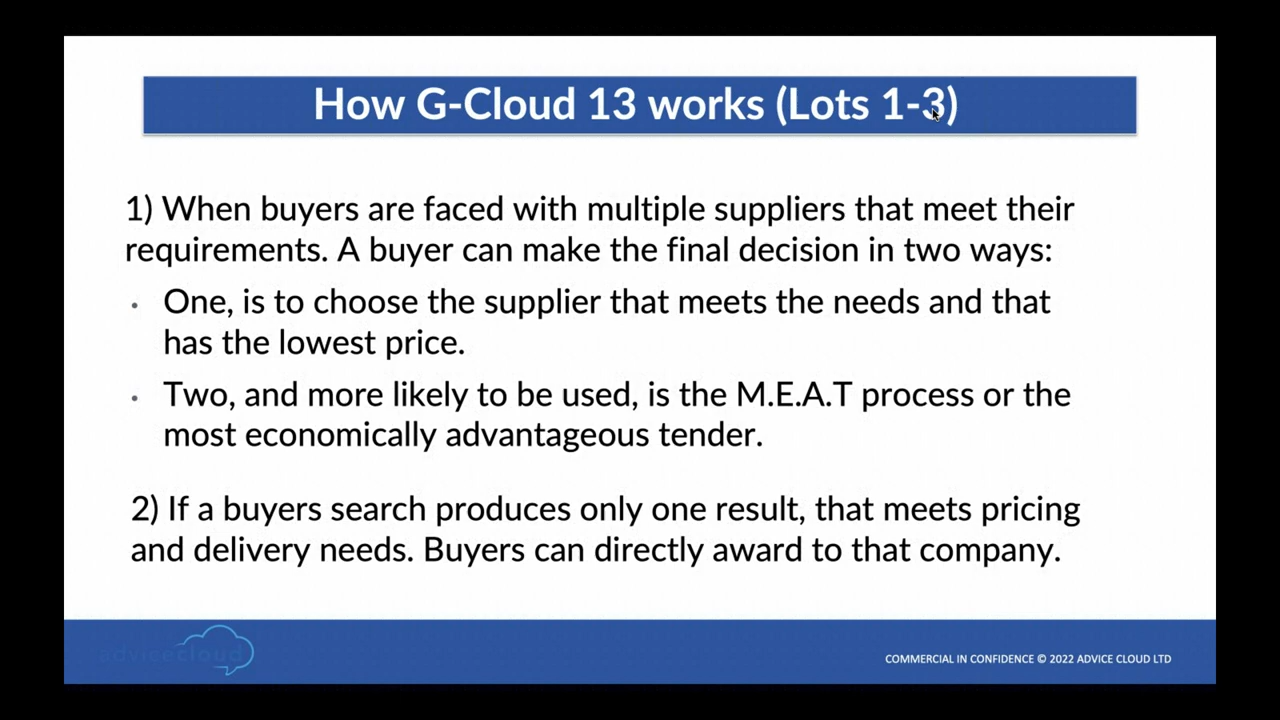 How G-Cloud 13 works (Lots 1-3)
1) When buyers are faced with multiple suppliers that meet their
requirements. A buyer can make the final decision in two ways:
• One, is to choose the supplier that meets the needs and that
has the lowest price.
• Two, and more likely to be used, is the M.E.A.T process or the
most economically advantageous tender.
2) If a buyers search produces only one result, that meets pricing
and delivery needs. Buyers can directly award to that company.
advicecloud
COMMERCIAL IN CONFIDENCE © 2022 ADVICE CLOUD LTD